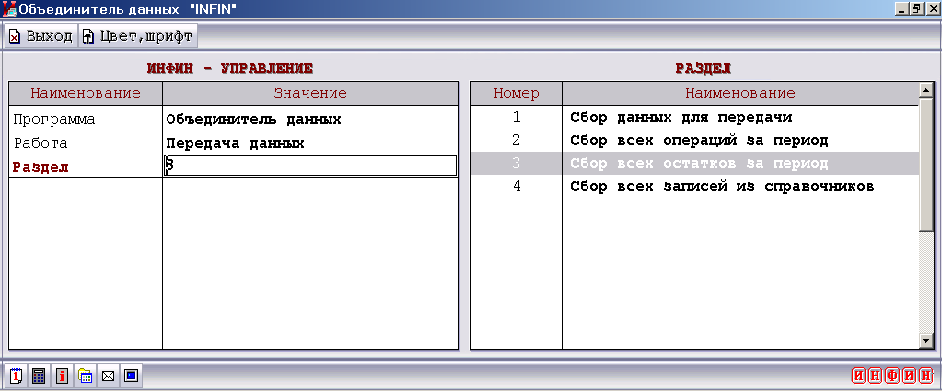 Объединитель данных "INFIN"
Выход Цвет,шрифт
ИНФИН - УПРАВЛЕНИЕ
Наименование Значение
Программа Объединитель данных
Работа Передача данных
Раздел 3
РАЗДЕЛ
Номер Наименование
1 Сбор данных для передачи
2 Сбор всех операций за период
3 Сбор всех остатков за период
4 Сбор всех записей из справочников
ИНФИН